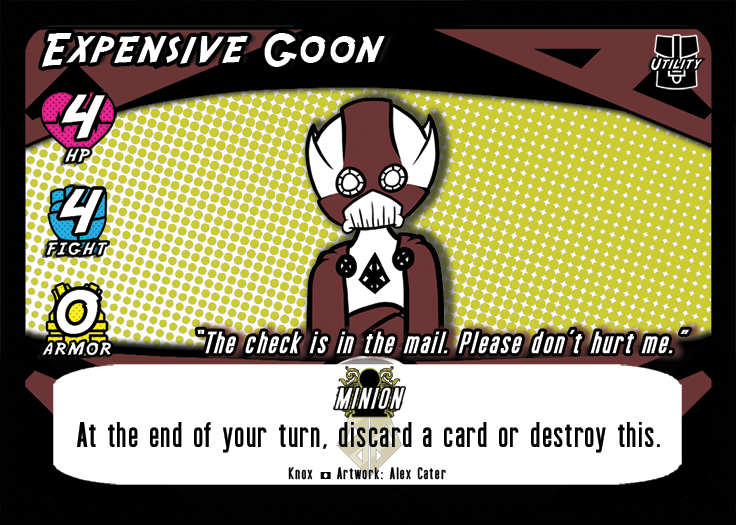 Expensive Goon
Utility
4
HP
4
Fight
0
Armor
"The check is in the mail. Please don't hurt me."
Minion
At the end of your turn, discard a card or destroy this.
Knox Artwork: Alex Cater